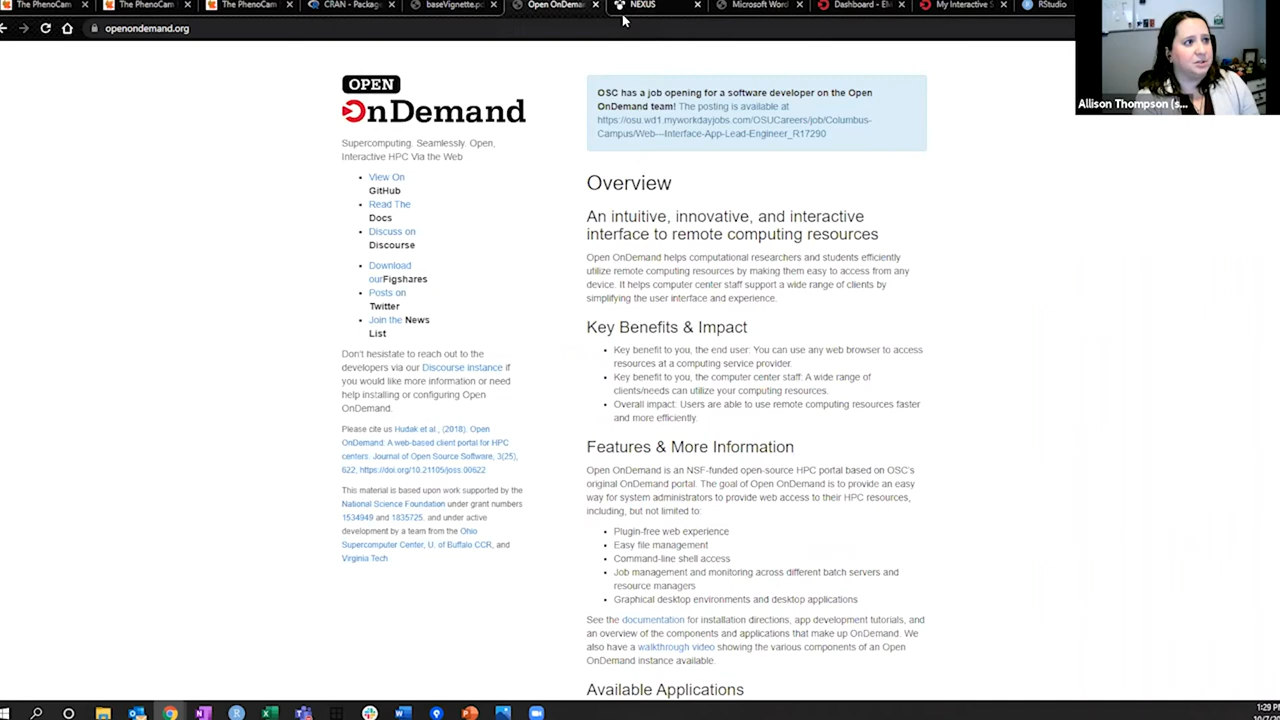 The PhenoCam
The PhenoCam
The PhenoCam
CRAN - Package
baseVignette.pd
Open OnDemand
NEXUS
Microsoft Word
Dashboard - EM
My Interactive S
RStudio
openondemand.org
Allison Thompson (s...
OPEN
OnDemand
Supercomputing. Seamlessly. Open,
Interactive HPC Via the Web
View On
GitHub
Read The
Docs
Discuss on
Discourse
Download
ourFigshares
Posts on
Twitter
Join the News
List
Don't hesistate to reach out to the
developers via our Discourse instance if
you would like more information or need
help installing or configuring Open
OnDemand.
Please cite us Hudak et al., (2018). Open
OnDemand: A web-based client portal for HPC
centers. Journal of Open Source Software, 3(25),
622, https://doi.org/10.21105/joss.00622
This material is based upon work supported by the
National Science Foundation under grant numbers
1534949 and 1835725. and under active
development by a team from the Ohio
Supercomputer Center, U. of Buffalo CCR, and
Virginia Tech
OSC has a job opening for a software developer on the Open
OnDemand team! The posting is available at
https://osu.wd1.myworkdayjobs.com/OSUCareers/job/Columbus-
Campus/Web---Interface-App-Lead-Engineer_R17290
Overview
An intuitive, innovative, and interactive
interface to remote computing resources
Open OnDemand helps computational researchers and students efficiently
utilize remote computing resources by making them easy to access from any
device. It helps computer center staff support a wide range of clients by
simplifying the user interface and experience.
Key Benefits & Impact
Key benefit to you, the end user: You can use any web browser to access
resources at a computing service provider.
Key benefit to you, the computer center staff: A wide range of
clients/needs can utilize your computing resources.
Overall impact: Users are able to use remote computing resources faster
and more efficiently.
Features & More Information
Open OnDemand is an NSF-funded open-source HPC portal based on OSC's
original OnDemand portal. The goal of Open OnDemand is to provide an easy
way for system administrators to provide web access to their HPC resources,
including, but not limited to:
Plugin-free web experience
Easy file management
Command-line shell access
Job management and monitoring across different batch servers and
resource managers
Graphical desktop environments and desktop applications
See the documentation for installation directions, app development tutorials, and
an overview of the components and applications that make up OnDemand. We
also have a walkthrough video showing the various components of an Open
OnDemand instance available.
Available Applications
1:29 PM